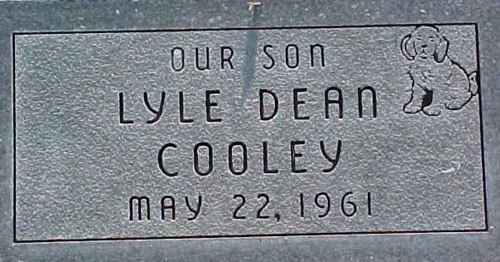 OUR SON
LYLE DEAN
COOLEY
MAY 22, 1961